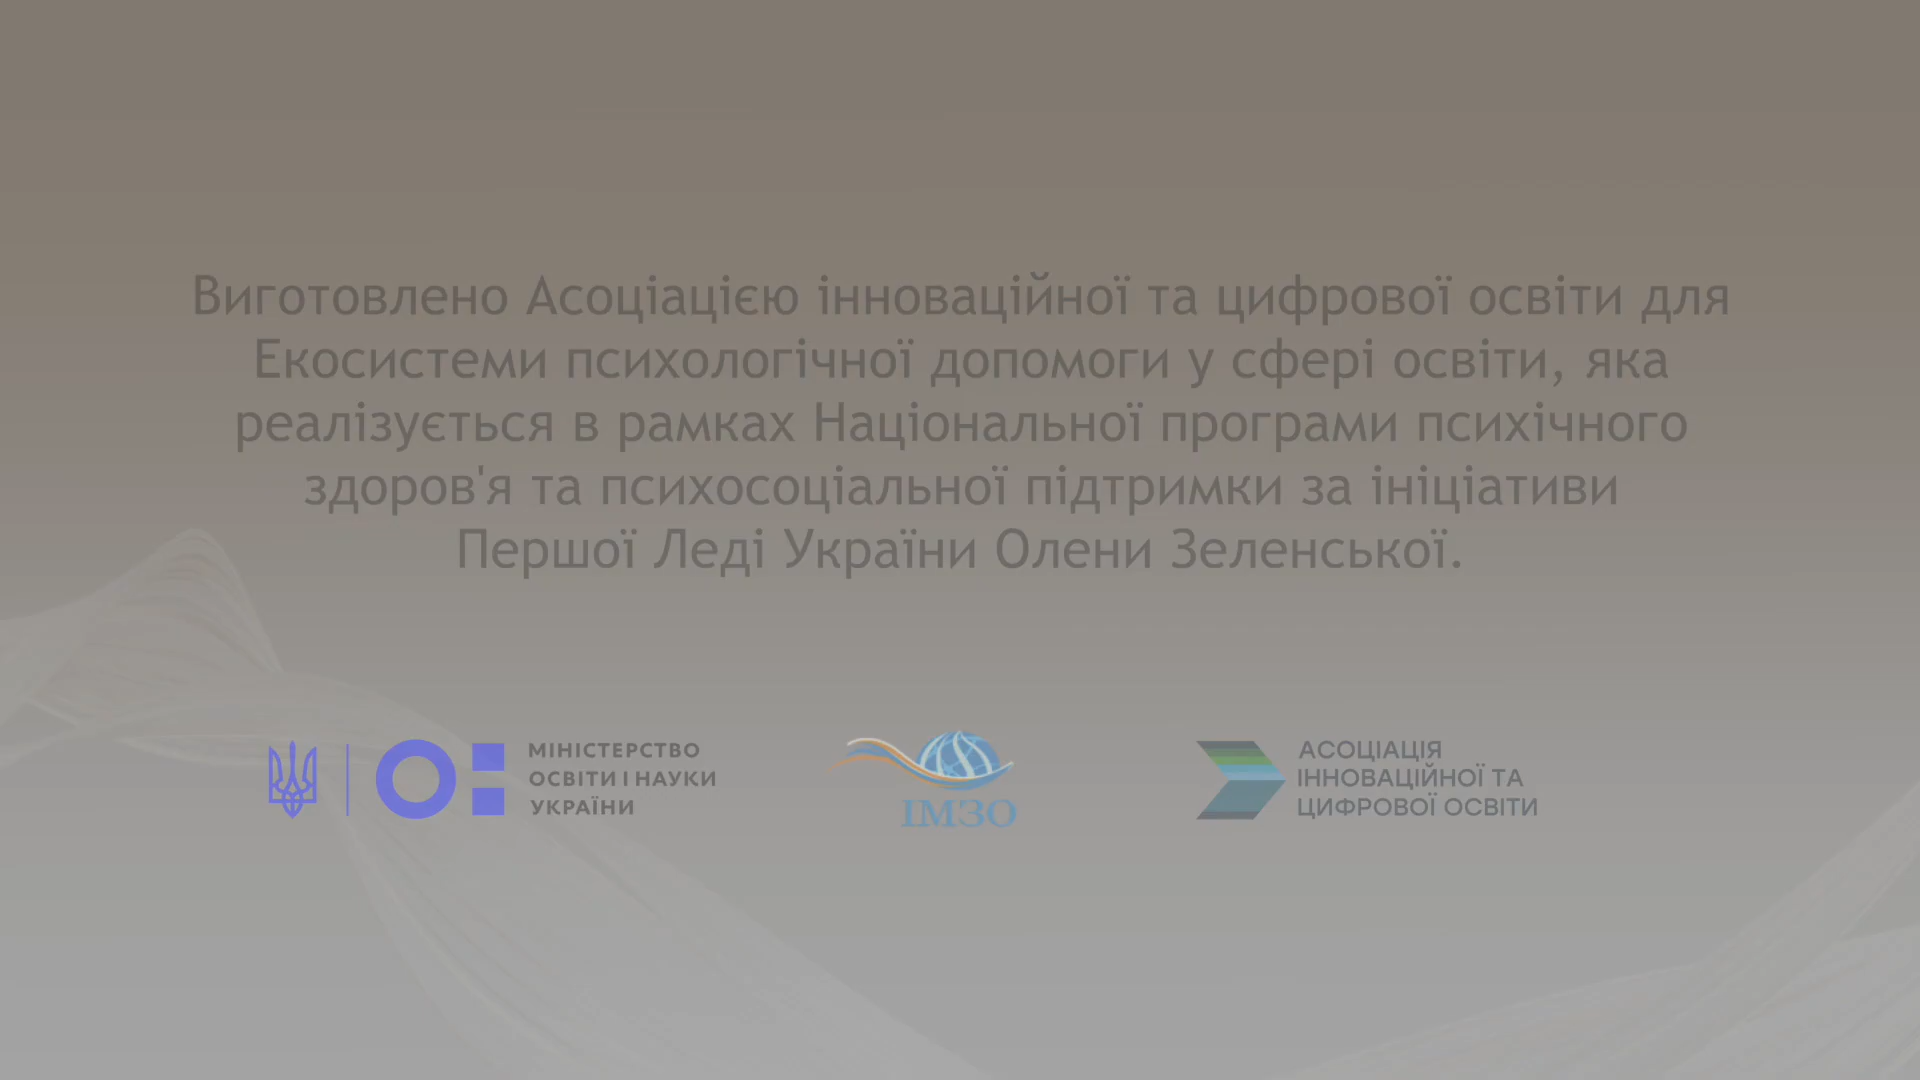 Виготовлено Асоціацією інноваційної та цифрової освіти для
Екосистеми психологічної допомоги у сфері освіти, яка
реалізується в рамках Національної програми психічного
здоров'я та психосоціальної підтримки за ініціативи
Першої Леді України Олени Зеленської.
МІНІСТЕРСТВО
ОСВІТИ І НАУКИ
УКРАЇНИ
ІМЗО
АСОЦІАЦІЯ
ІННОВАЦІЙНОЇ ТА
ЦИФРОВОЇ ОСВІТИ